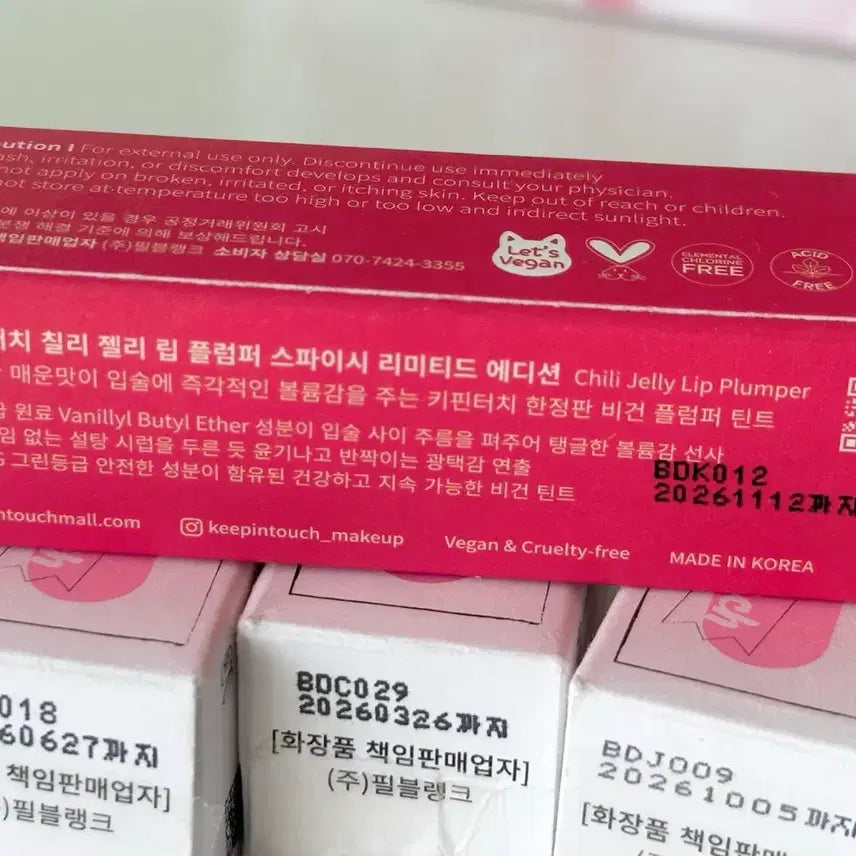 ution I For external use only. Discontinue use immediately
ash, irritation, or discomfort develops and consult your physician.
not apply on broken, irritated, or itching skin. Keep out of reach or children.
not store at temperature too high or too low and indirect sunlight.
에 이상이 있을 경우 공정거래위원회 고시
분쟁 해결 기준에 의해 보상해드립니다.
책임판매업자 (주)필블랭크 소비자 상담실 070-7424-3355
Let's
Vegan
ELEMENTAL
CHLORINE
FREE
ACID
FREE
터치 칠리 젤리 립 플럼퍼 스파이시 리미티드 에디션 Chili Jelly Lip Plumper
매운맛이 입술에 즉각적인 볼륨감을 주는 키핀터치 한정판 비건 플럼퍼 틴트
급 원료 Vanillyl Butyl Ether 성분이 입술 사이 주름을 펴주어 탱글한 볼륨감 선사
임 없는 설탕 시럽을 두른 듯 윤기나고 반짝이는 광택감 연출
G 그린등급 안전한 성분이 함유된 건강하고 지속 가능한 비건 틴트
BDK012
20261112까지
ntouchmall.com
keepintouch_makeup
Vegan & Cruelty-free
MADE IN KOREA
018
60627까지
책임판매업자]
)필블랭크
BDC029
20260326까지
[화장품 책임판매업자]
(주)필블랭크
BDJ009
20261005까지
[화장품 책임판매